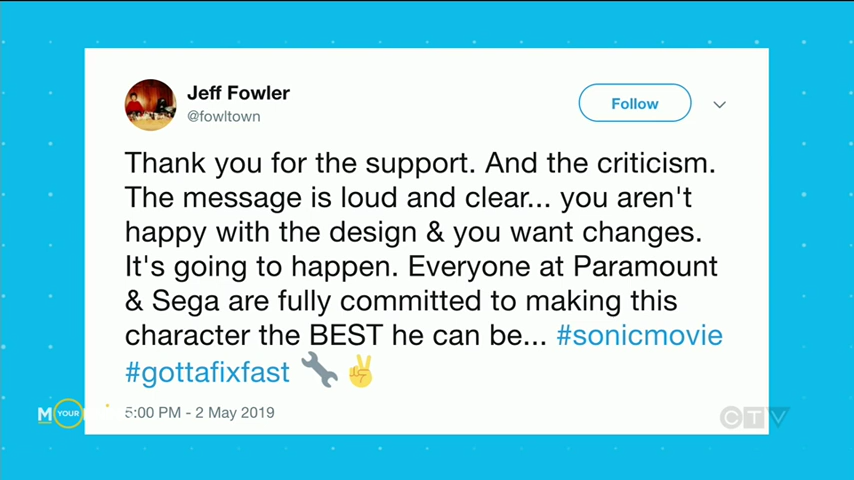 Jeff Fowler
@fowltown
Follow
Thank you for the support. And the criticism.
The message is loud and clear... you aren't
happy with the design & you want changes.
It's going to happen. Everyone at Paramount
& Sega are fully committed to making this
character the BEST he can be... #sonicmovie
#gottafixfast 🔧✌️
5:00 PM - 2 May 2019
M YOUR
CTV